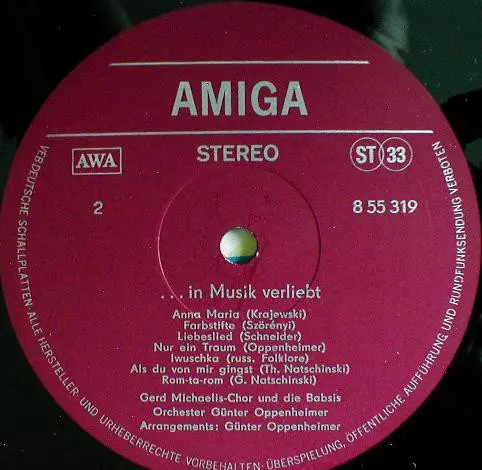 AMIGA
AWA
STEREO
ST 33
2
8 55 319
...in Musik verliebt
Anna Maria (Krajewski)
Farbstifte (Szörényi)
Liebeslied (Schneider)
Nur ein Traum (Oppenheimer)
Iwuschka (russ. Folklore)
Als du von mir gingst (Th. Natschinski)
Rom-ta-rom (G. Natschinski)
Gerd Michaelis-Chor und die Babsis
Orchester Günter Oppenheimer
Arrangements: Günter Oppenheimer
VEB DEUTSCHE SCHALLPLATTEN·ALLE HERSTELLER- UND URHEBERRECHTE VORBEHALTEN·ÜBERSPIELUNG, ÖFFENTLICHE AUFFÜHRUNG UND RUNDFUNKSENDUNG VERBOTEN